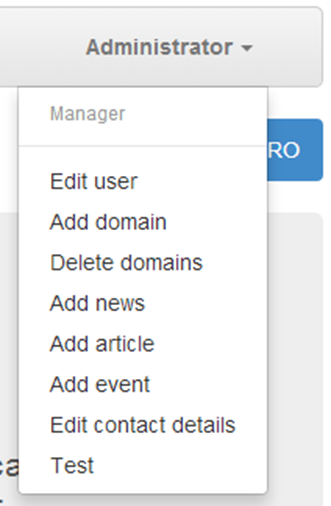 Administrator
Manager
RO
Edit user
Add domain
Delete domains
Add news
Add article
Add event
Edit contact details
Test